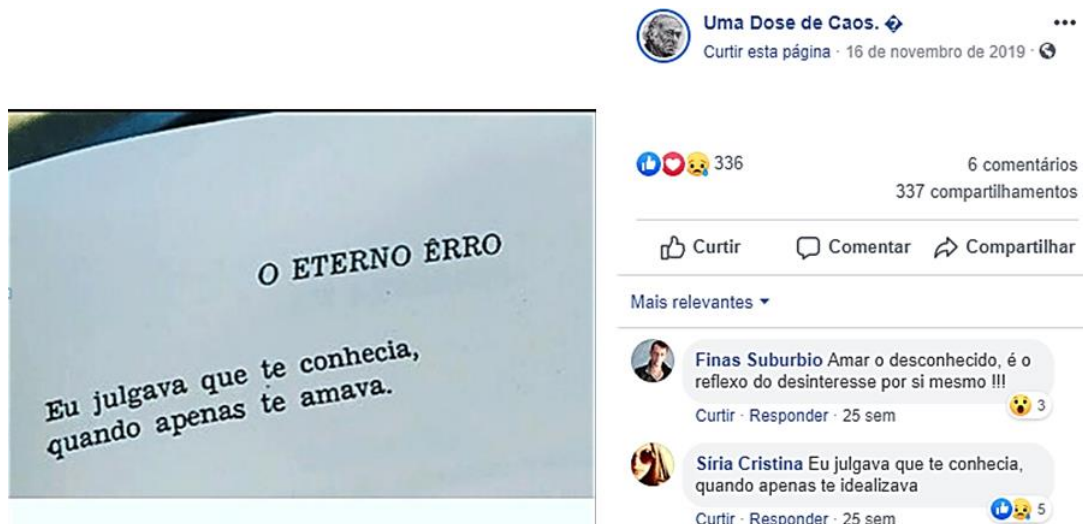 Uma Dose de Caos. �
Curtir esta página · 16 de novembro de 2019 ·
336
6 comentários
337 compartilhamentos
Curtir Comentar Compartilhar
Mais relevantes
O ETERNO ÊRRO
Eu julgava que te conhecia,
quando apenas te amava.
Finas Suburbio Amar o desconhecido, é o
reflexo do desinteresse por si mesmo !!!
Curtir · Responder · 25 sem
3
Síria Cristina Eu julgava que te conhecia,
quando apenas te idealizava
Curtir · Responder · 25 sem
5